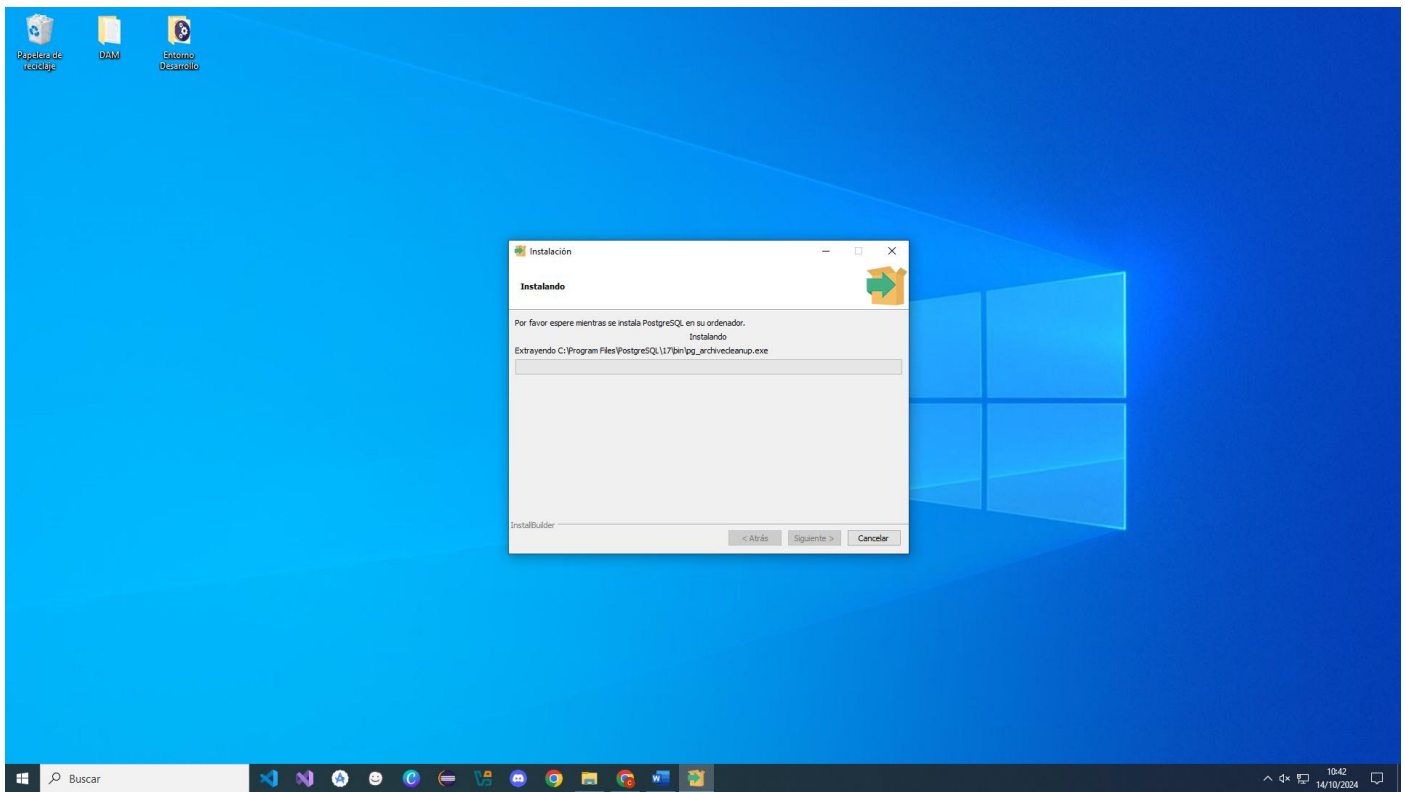 Papelera de
reciclaje
DAM
Entorno
Desarrollo
Instalación
Instalando
Por favor espere mientras se instala PostgreSQL en su ordenador.
Instalando
Extrayendo C:\Program Files\PostgreSQL\17\bin\pg_archivecleanup.exe
InstallBuilder
< Atrás
Siguiente >
Cancelar
Buscar
10:42
14/10/2024